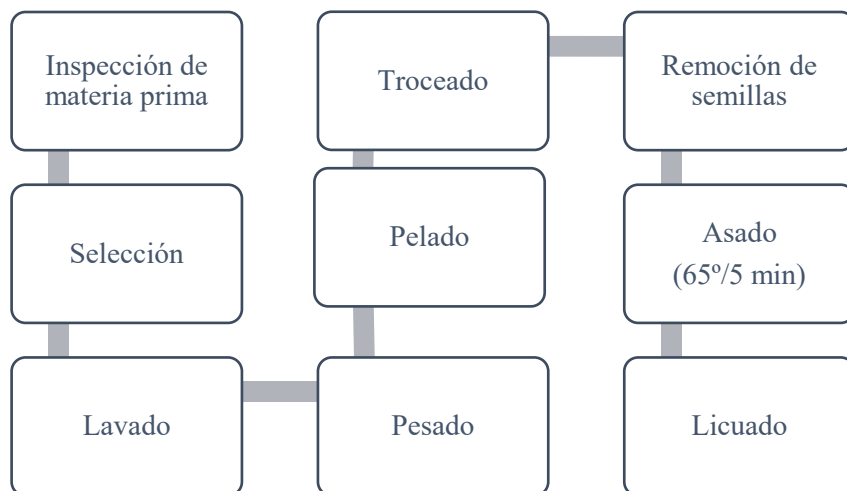 Inspección de
materia prima
Selección
Lavado
Pesado
Pelado
Troceado
Remoción de
semillas
Asado
(65º/5 min)
Licuado